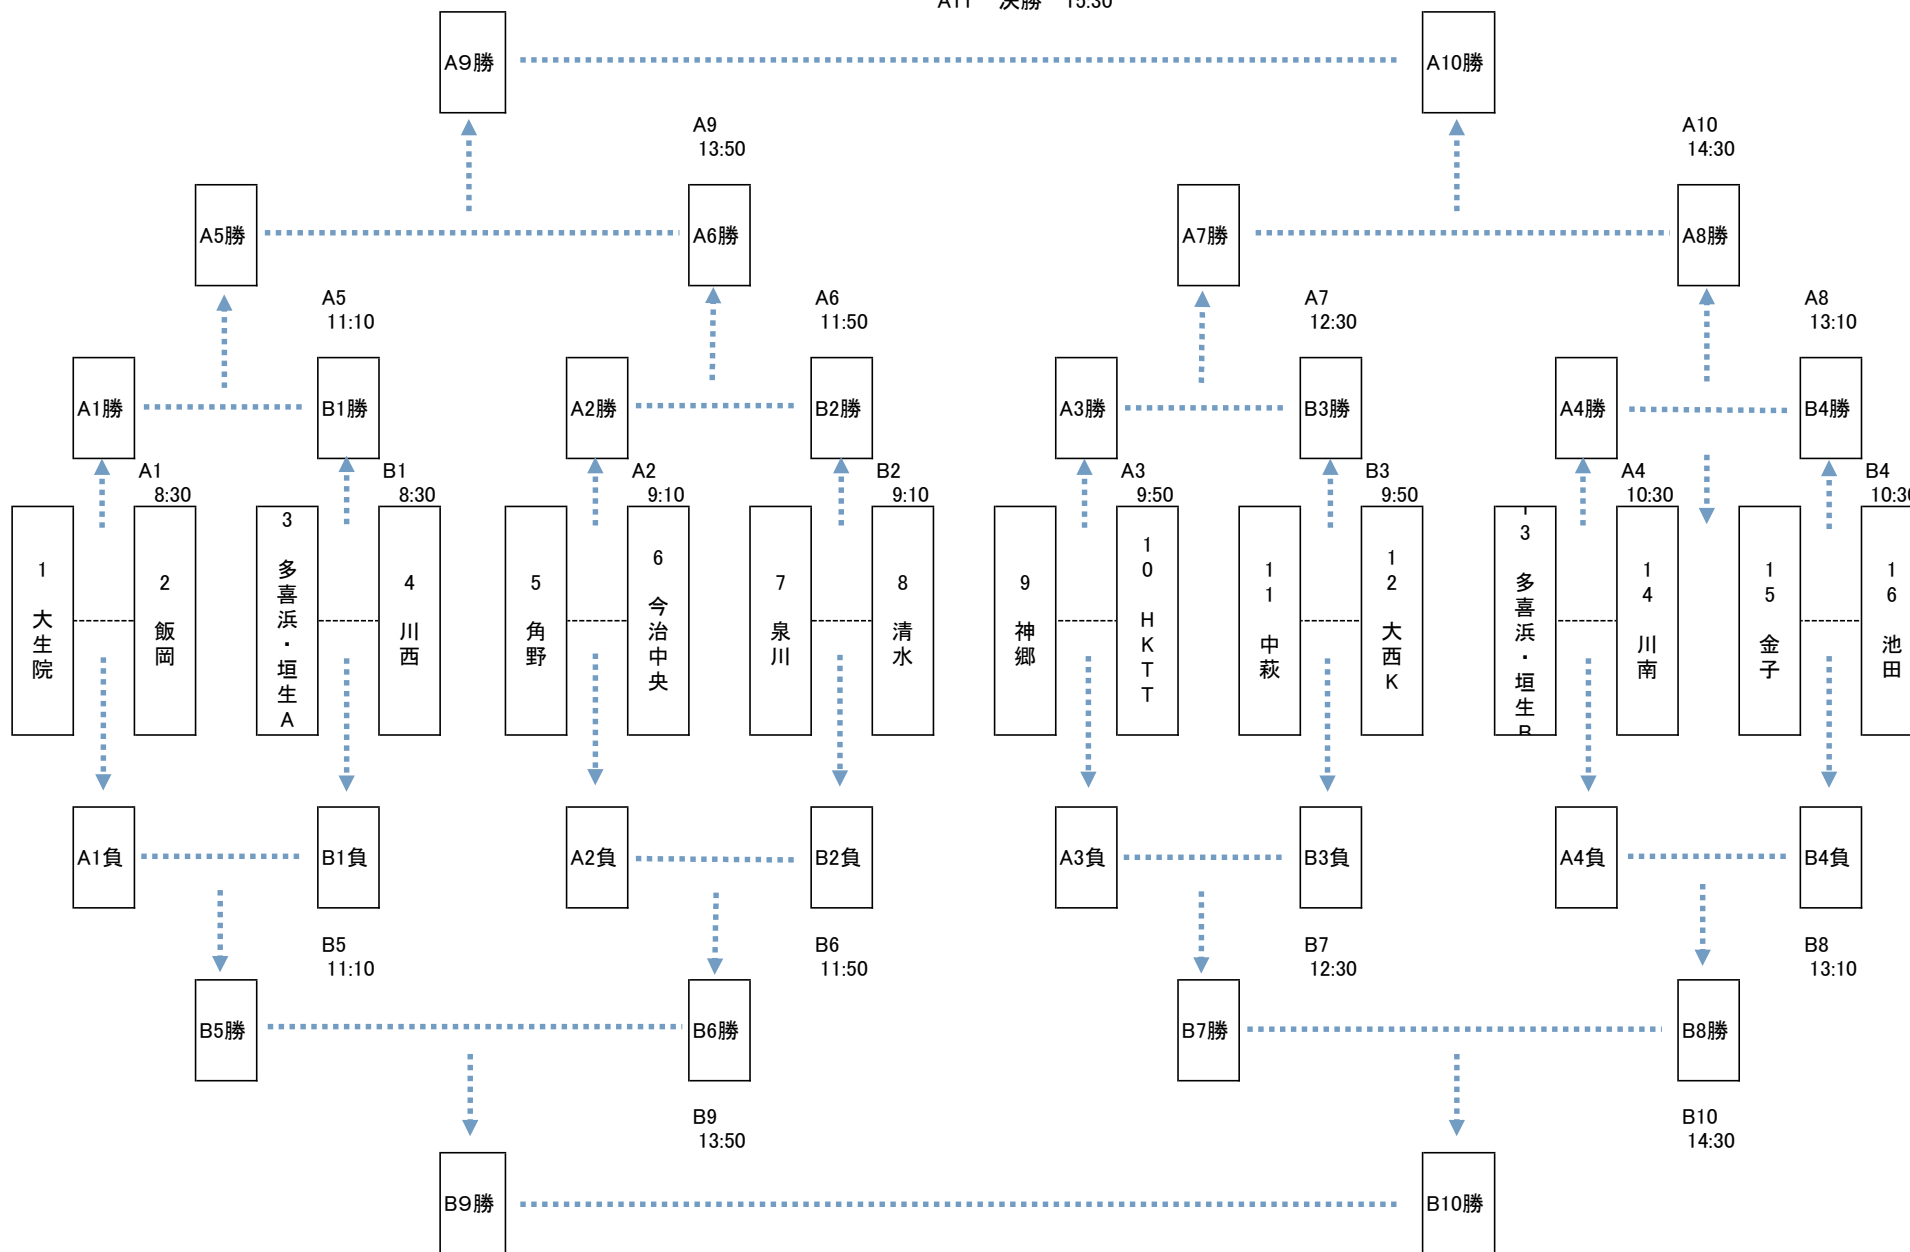 A11 決勝 15:30
A9勝
A10勝
A9
13:50
A10
14:30
A5勝
A6勝
A7勝
A8勝
A5
11:10
A6
11:50
A7
12:30
A8
13:10
A1勝
B1勝
A2勝
B2勝
A3勝
B3勝
A4勝
B4勝
A1
8:30
B1
8:30
A2
9:10
B2
9:10
A3
9:50
B3
9:50
A4
10:30
B4
10:30
1 大生院
2 飯岡
3 多喜浜・垣生A
4 川西
5 角野
6 今治中央
7 泉川
8 清水
9 神郷
10 HKTT
11 中萩
12 大西K
13 多喜浜・垣生B
14 川南
15 金子
16 池田
A1負
B1負
A2負
B2負
A3負
B3負
A4負
B4負
B5
11:10
B6
11:50
B7
12:30
B8
13:10
B5勝
B6勝
B7勝
B8勝
B9
13:50
B10
14:30
B9勝
B10勝